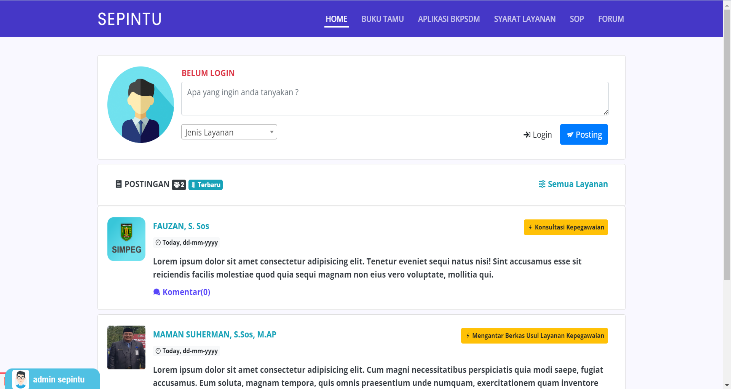 SEPINTU
HOME BUKU TAMU APLIKASI BKPSDM SYARAT LAYANAN SOP FORUM
BELUM LOGIN
Apa yang ingin anda tanyakan ?
Jenis Layanan
Login
Posting
POSTINGAN 2 Terbaru
Semua Layanan
SIMPEG
FAUZAN, S. Sos
+ Konsultasi Kepegawaian
Today, dd-mm-yyyy
Lorem ipsum dolor sit amet consectetur adipisicing elit. Tenetur eveniet sequi natus nisi! Sint accusamus esse sit
reiciendis facilis molestiae quod quia sequi magnam non eius vero voluptate, mollitia qui.
Komentar(0)
MAMAN SUHERMAN, S.Sos, M.AP
+ Mengantar Berkas Usul Layanan Kepegawaian
Today, dd-mm-yyyy
Lorem ipsum dolor sit amet consectetur adipisicing elit. Cum magni necessitatibus perspiciatis quia modi saepe, fugiat
accusamus. Eum soluta, magnam tempora, quis omnis praesentium unde numquam, exercitationem quam inventore
admin sepintu